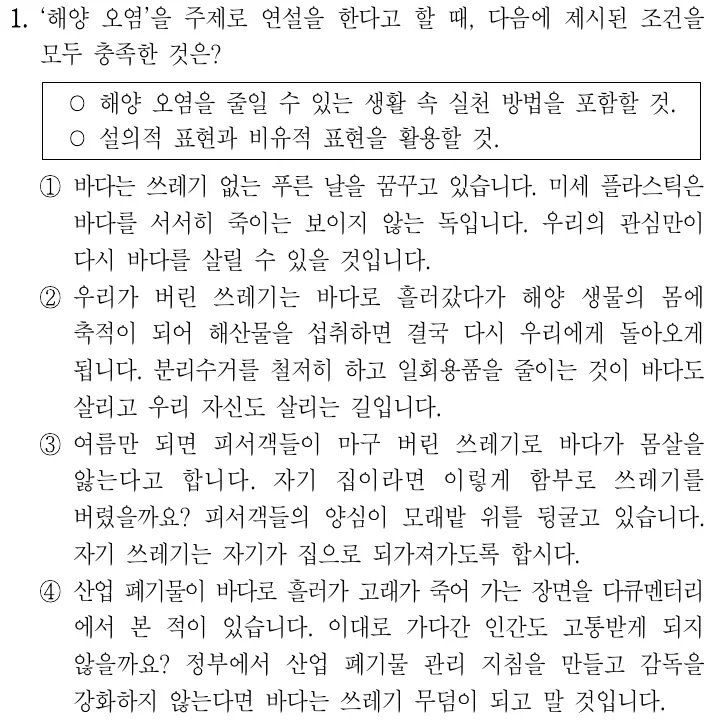 1. ‘해양 오염’을 주제로 연설을 한다고 할 때, 다음에 제시된 조건을
모두 충족한 것은?
○ 해양 오염을 줄일 수 있는 생활 속 실천 방법을 포함할 것.
○ 설의적 표현과 비유적 표현을 활용할 것.
① 바다는 쓰레기 없는 푸른 날을 꿈꾸고 있습니다. 미세 플라스틱은
바다를 서서히 죽이는 보이지 않는 독입니다. 우리의 관심만이
다시 바다를 살릴 수 있을 것입니다.
② 우리가 버린 쓰레기는 바다로 흘러갔다가 해양 생물의 몸에
축적이 되어 해산물을 섭취하면 결국 다시 우리에게 돌아오게
됩니다. 분리수거를 철저히 하고 일회용품을 줄이는 것이 바다도
살리고 우리 자신도 살리는 길입니다.
③ 여름만 되면 피서객들이 마구 버린 쓰레기로 바다가 몸살을
앓는다고 합니다. 자기 집이라면 이렇게 함부로 쓰레기를
버렸을까요? 피서객들의 양심이 모래밭 위를 뒹굴고 있습니다.
자기 쓰레기는 자기가 집으로 되가져가도록 합시다.
④ 산업 폐기물이 바다로 흘러가 고래가 죽어 가는 장면을 다큐멘터리
에서 본 적이 있습니다. 이대로 가다간 인간도 고통받게 되지
않을까요? 정부에서 산업 폐기물 관리 지침을 만들고 감독을
강화하지 않는다면 바다는 쓰레기 무덤이 되고 말 것입니다.